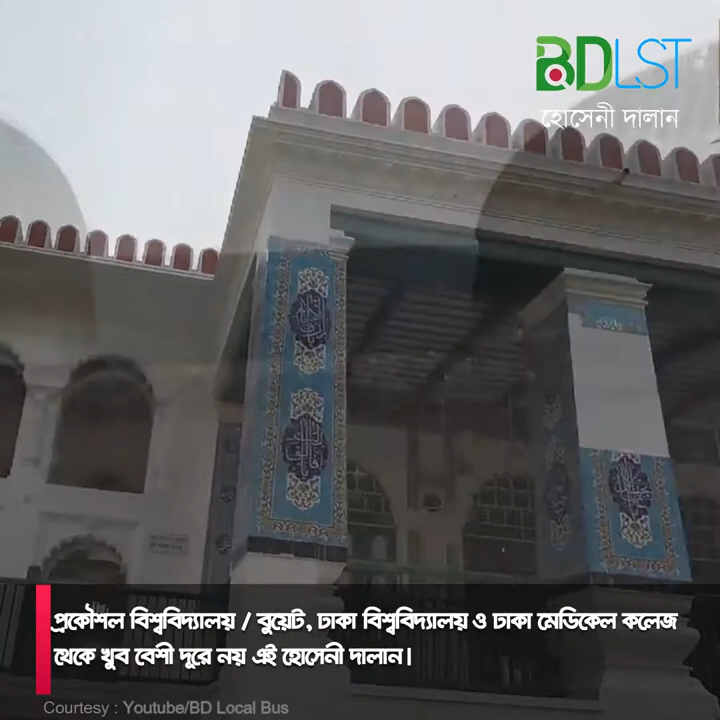 BDLST
হোসেনী দালান
প্রকৌশল বিশ্ববিদ্যালয় / বুয়েট, ঢাকা বিশ্ববিদ্যালয় ও ঢাকা মেডিকেল কলেজ
থেকে খুব বেশী দূরে নয় এই হোসেনী দালান।
Courtesy : Youtube/BD Local Bus